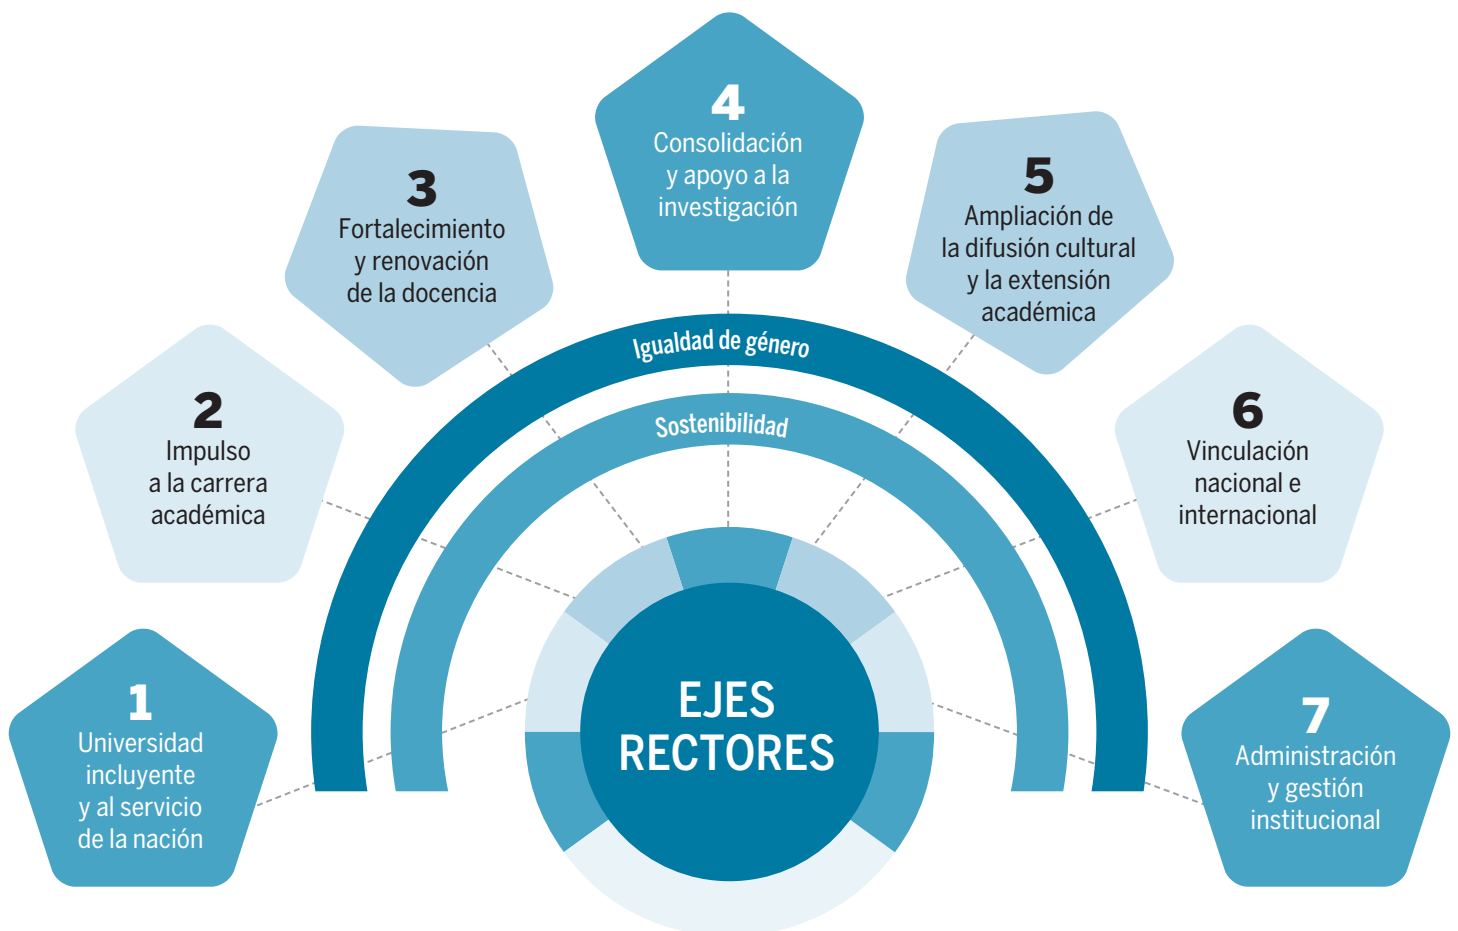 1
Universidad
incluyente
y al servicio
de la nación
2
Impulso
a la carrera
académica
3
Fortalecimiento
y renovación
de la docencia
4
Consolidación
y apoyo a la
investigación
5
Ampliación de
la difusión cultural
y la extensión
académica
6
Vinculación
nacional e
internacional
7
Administración
y gestión
institucional
Igualdad de género
Sostenibilidad
EJES
RECTORES